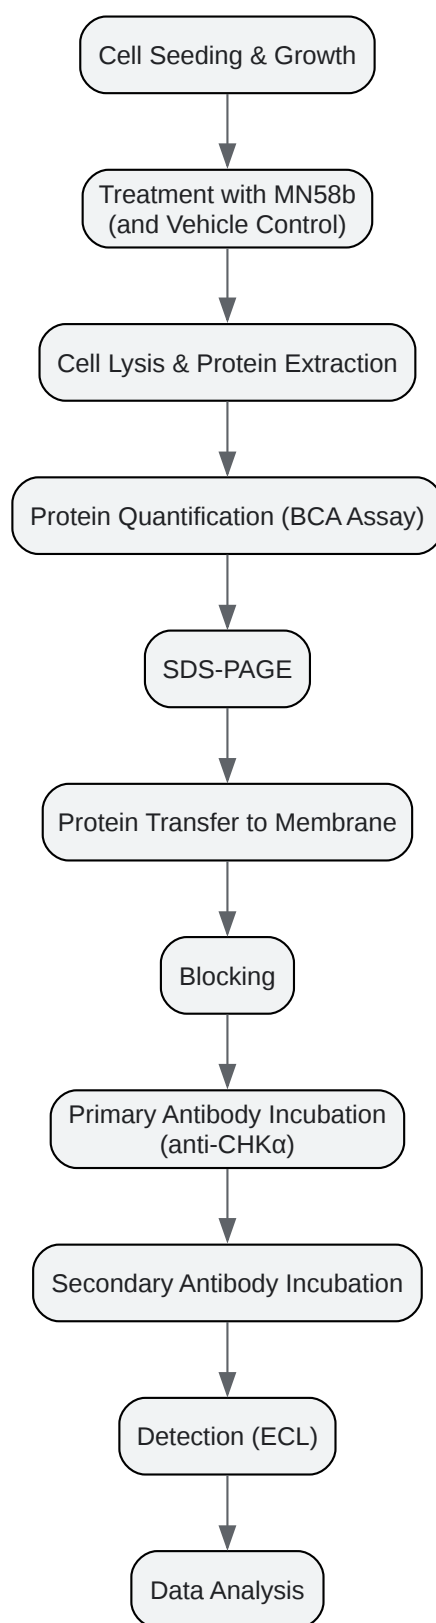 Cell Seeding & Growth
Treatment with MN58b
(and Vehicle Control)
Cell Lysis & Protein Extraction
Protein Quantification (BCA Assay)
SDS-PAGE
Protein Transfer to Membrane
Blocking
Primary Antibody Incubation
(anti-CHKα)
Secondary Antibody Incubation
Detection (ECL)
Data Analysis